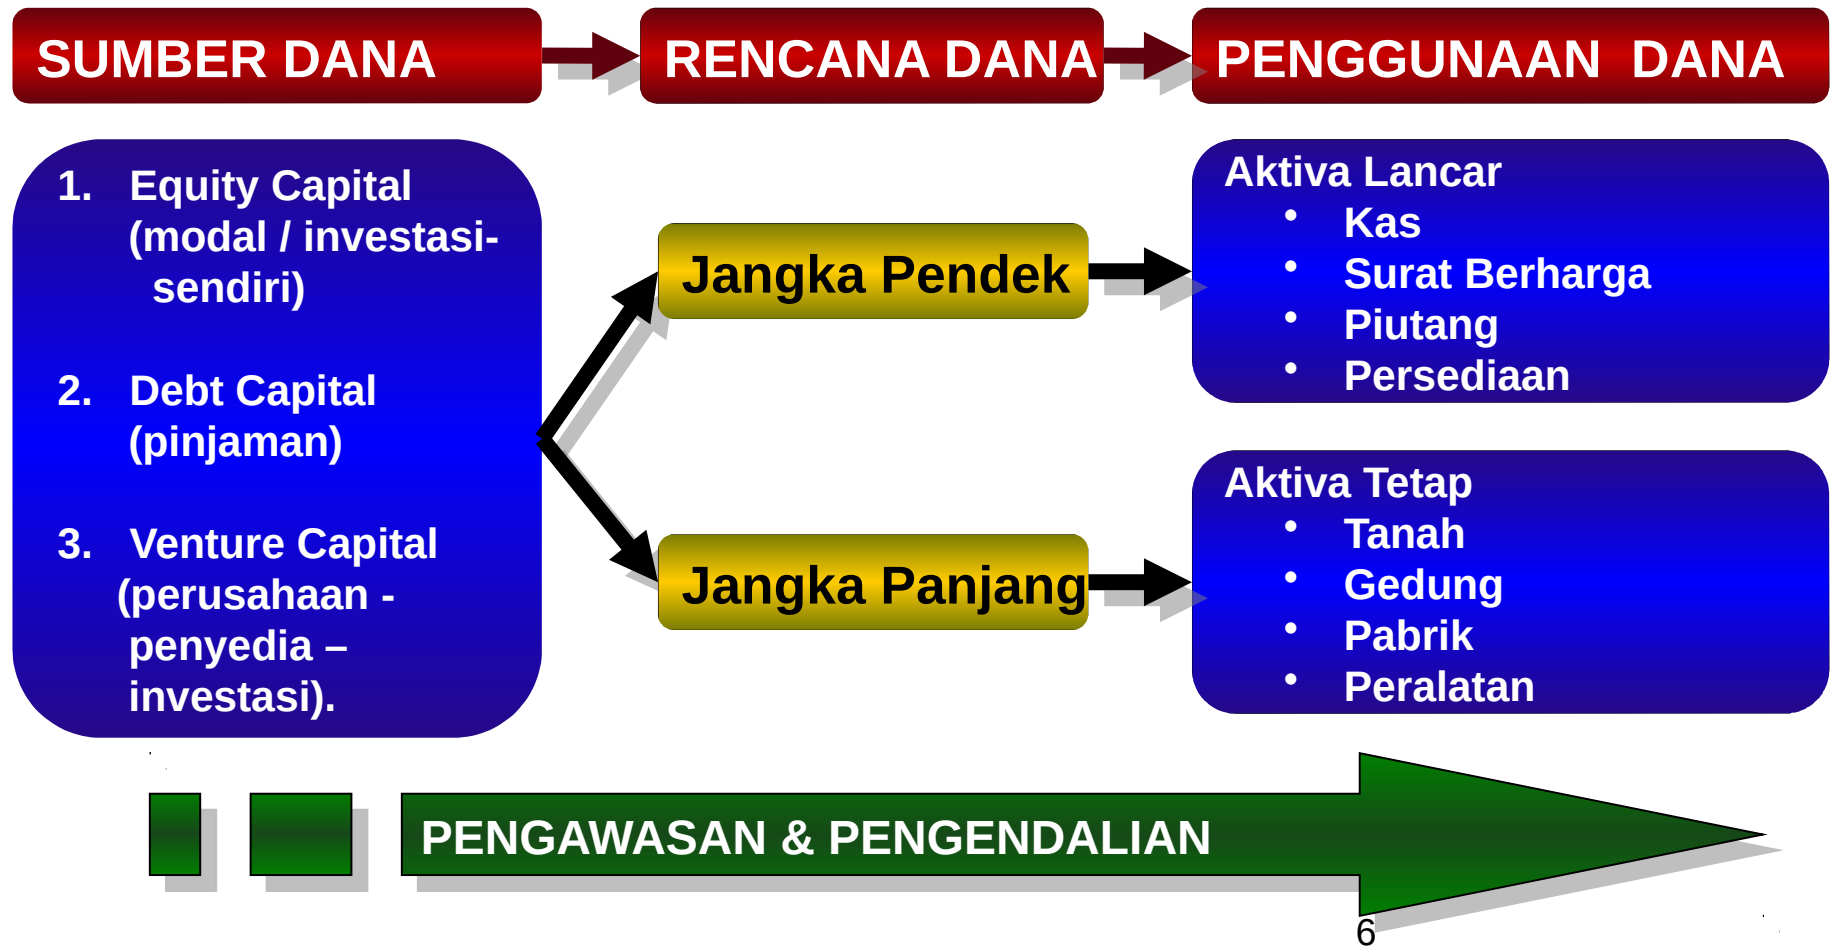 SUMBER DANA
RENCANA DANA
PENGGUNAAN  DANA
1. Equity Capital
(modal / investasi-
sendiri)
2. Debt Capital
(pinjaman)
3. Venture Capital
(perusahaan -
penyedia –
investasi).
Jangka Pendek
Jangka Panjang
Aktiva Lancar
• Kas
• Surat Berharga
• Piutang
• Persediaan
Aktiva Tetap
• Tanah
• Gedung
• Pabrik
• Peralatan
PENGAWASAN & PENGENDALIAN
6